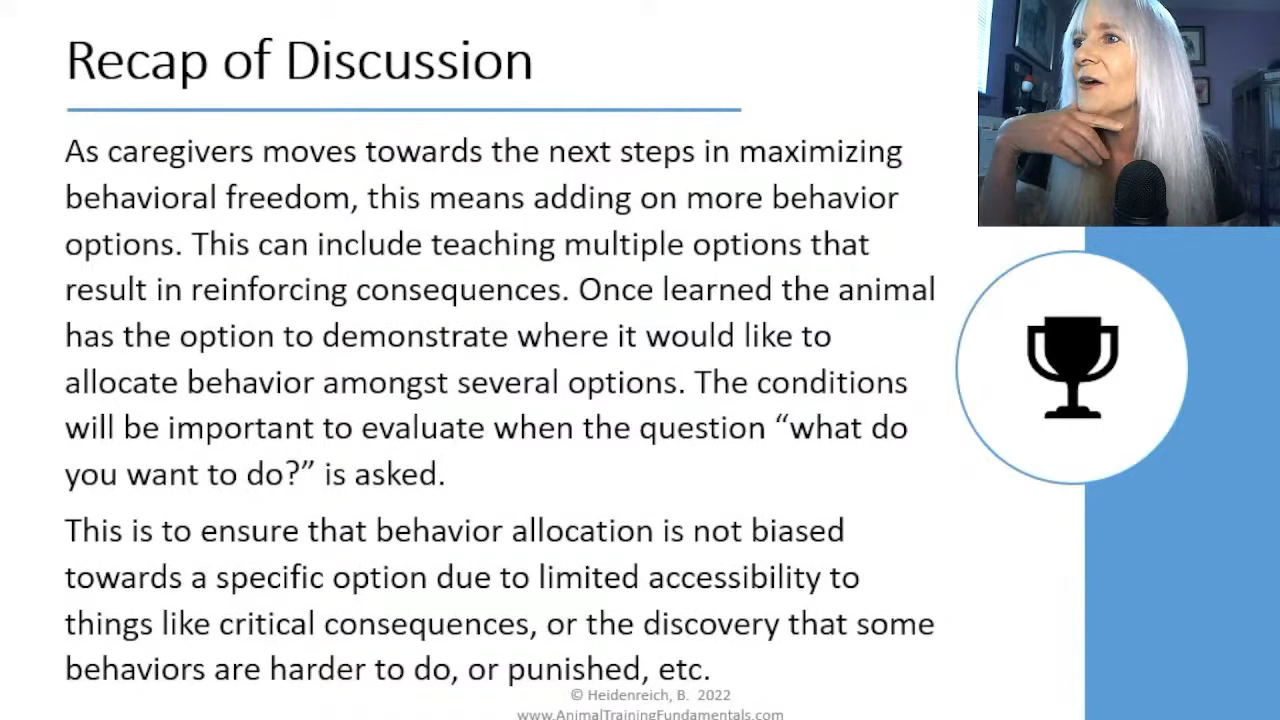 Recap of Discussion
As caregivers moves towards the next steps in maximizing
behavioral freedom, this means adding on more behavior
options. This can include teaching multiple options that
result in reinforcing consequences. Once learned the animal
has the option to demonstrate where it would like to
allocate behavior amongst several options. The conditions
will be important to evaluate when the question “what do
you want to do?” is asked.
This is to ensure that behavior allocation is not biased
towards a specific option due to limited accessibility to
things like critical consequences, or the discovery that some
behaviors are harder to do, or punished, etc.
© Heidenreich, B. 2022
www.AnimalTrainingFundamentals.com